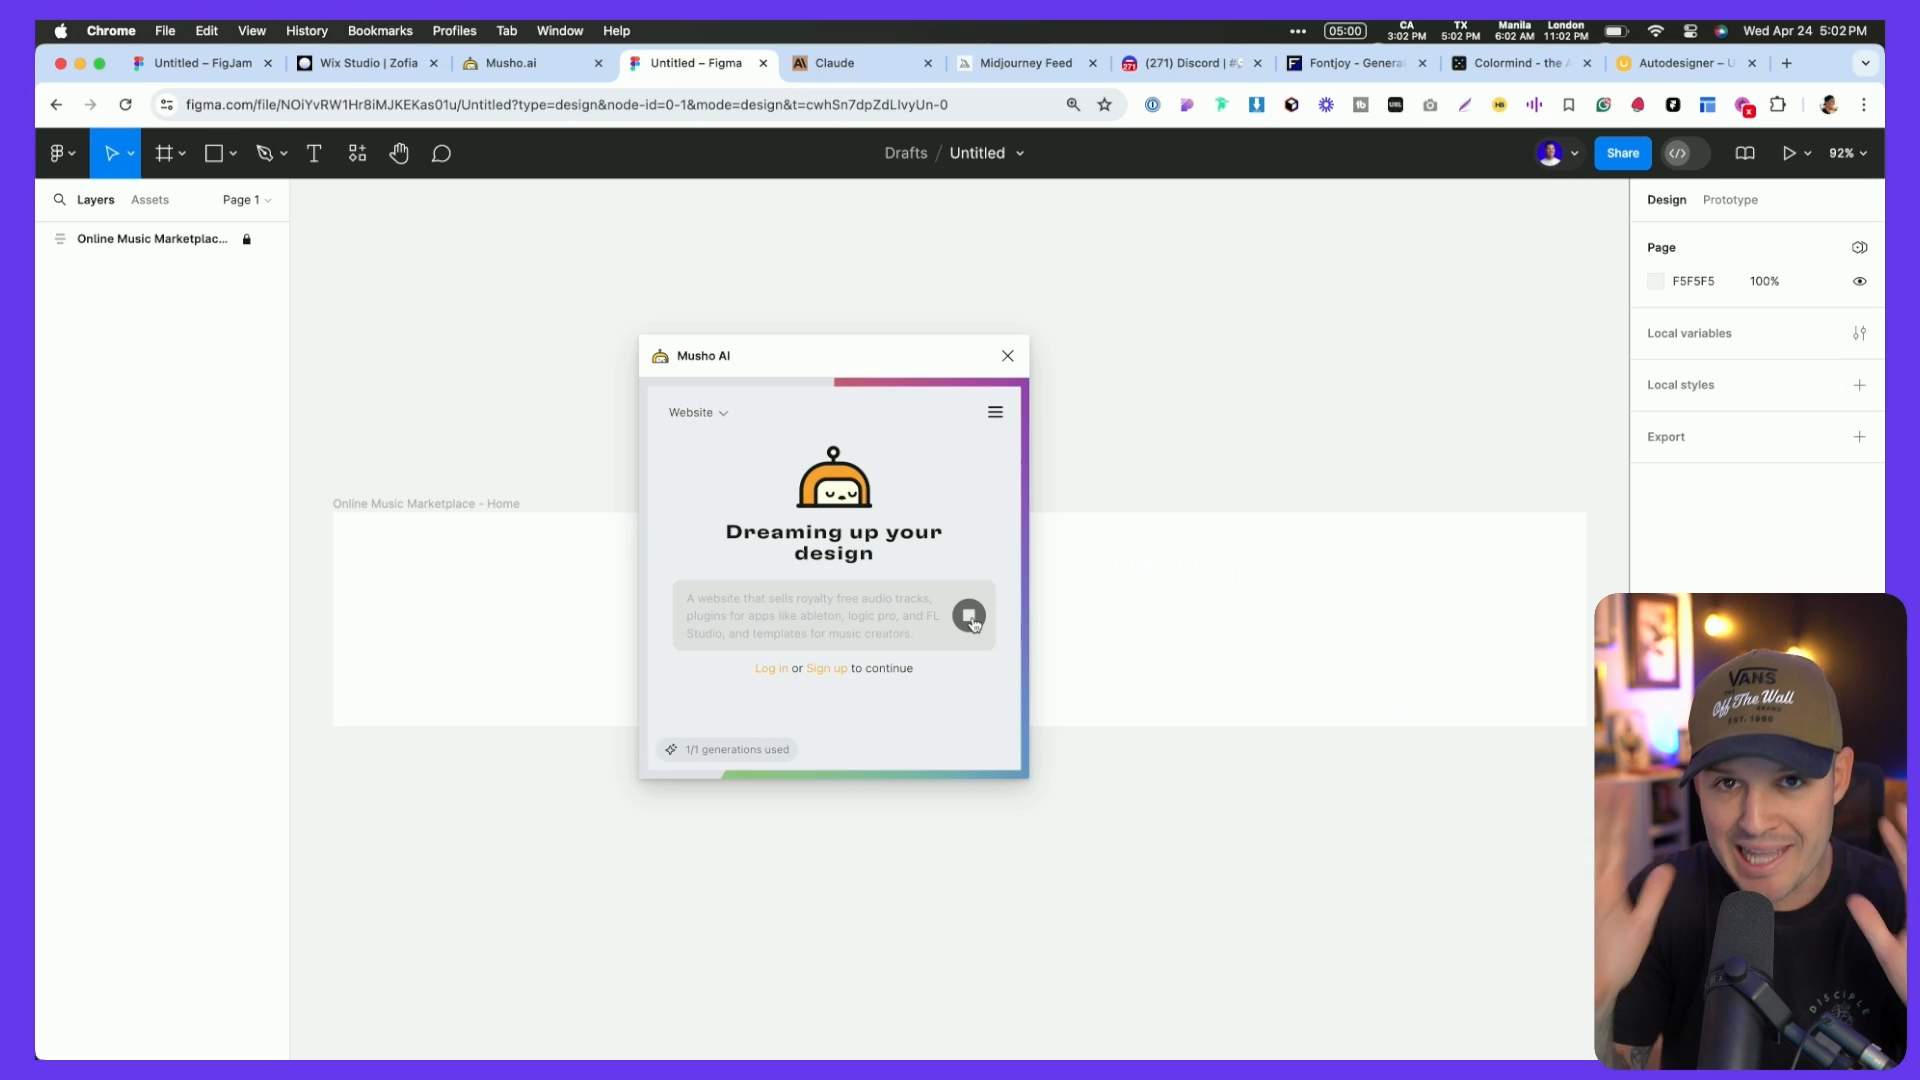 Chrome File Edit View History Bookmarks Profiles Tab Window Help
05:00
CA
3:02 PM
TX
5:02 PM
Manila
6:02 AM
London
11:02 PM
Wed Apr 24 5:02 PM
Untitled – FigJam
Wix Studio | Zofia
Musho.ai
Untitled – Figma
Claude
Midjourney Feed
(271) Discord | #
Fontjoy - Genera
Colormind - the
Autodesigner – U
figma.com/file/NOiYvRW1Hr8iMJKEKas01u/Untitled?type=design&node-id=0-1&mode=design&t=cwhSn7dpZdLIvyUn-0
Drafts / Untitled
Share
92%
Layers Assets Page 1
Online Music Marketplac...
Design Prototype
Page
F5F5F5 100%
Local variables
Local styles
Export
Online Music Marketplace - Home
Musho AI
Website
Dreaming up your
design
A website that sells royalty free audio tracks,
plugins for apps like ableton, logic pro, and FL
Studio, and templates for music creators.
Log in or Sign up to continue
1/1 generations used
VANS
"Off The Wall"
EST. 1966
DISCIPLE